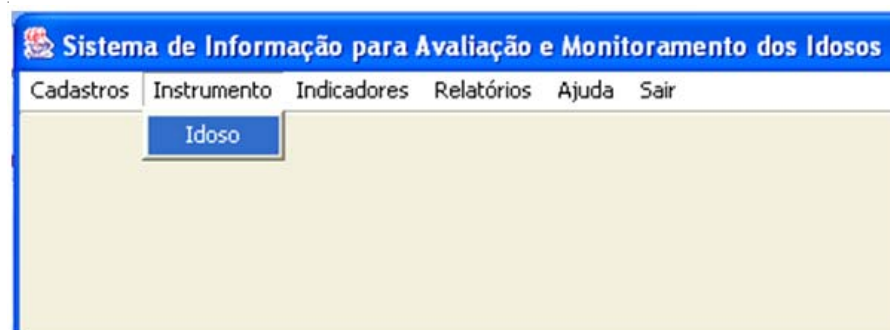 Sistema de Informação para Avaliação e Monitoramento dos Idosos
Cadastros Instrumento Indicadores Relatórios Ajuda Sair
Idoso